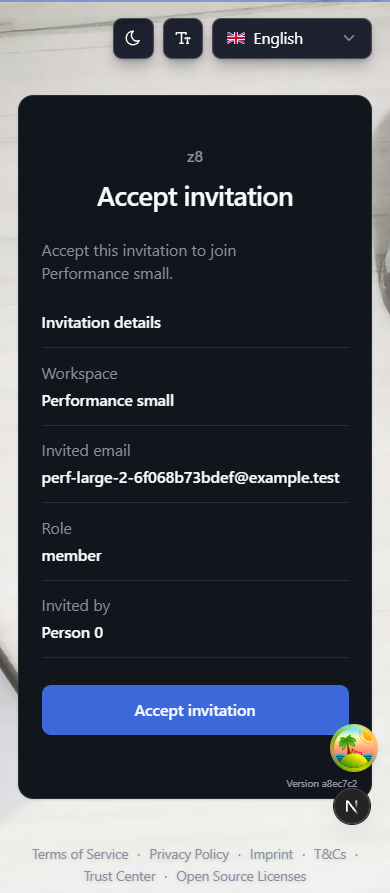 English
z8
Accept invitation
Accept this invitation to join
Performance small.
Invitation details
Workspace
Performance small
Invited email
perf-large-2-6f068b73bdef@example.test
Role
member
Invited by
Person 0
Accept invitation
Version a8ec7c2
N
Terms of Service · Privacy Policy · Imprint · T&Cs ·
Trust Center · Open Source Licenses